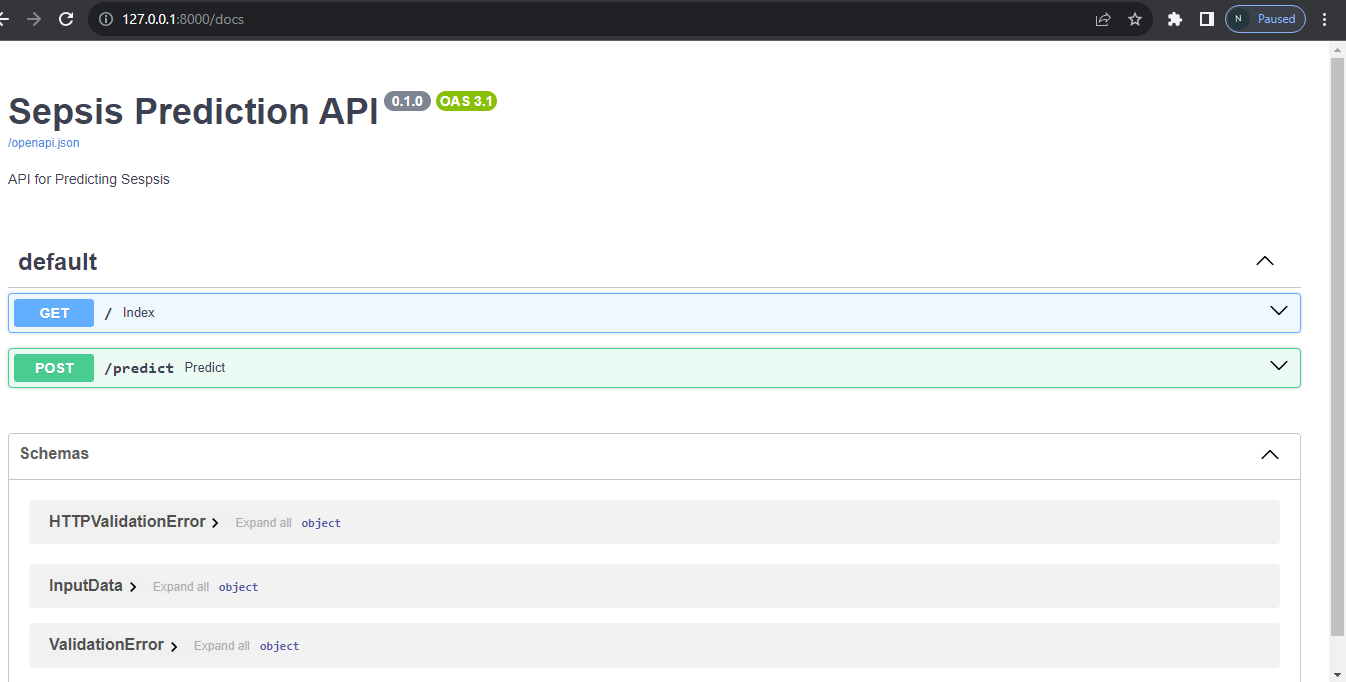 127.0.0.1:8000/docs
N Paused
Sepsis Prediction API 0.1.0 OAS 3.1
/openapi.json
API for Predicting Sespsis
default
GET / Index
POST /predict Predict
Schemas
HTTPValidationError Expand all object
InputData Expand all object
ValidationError Expand all object